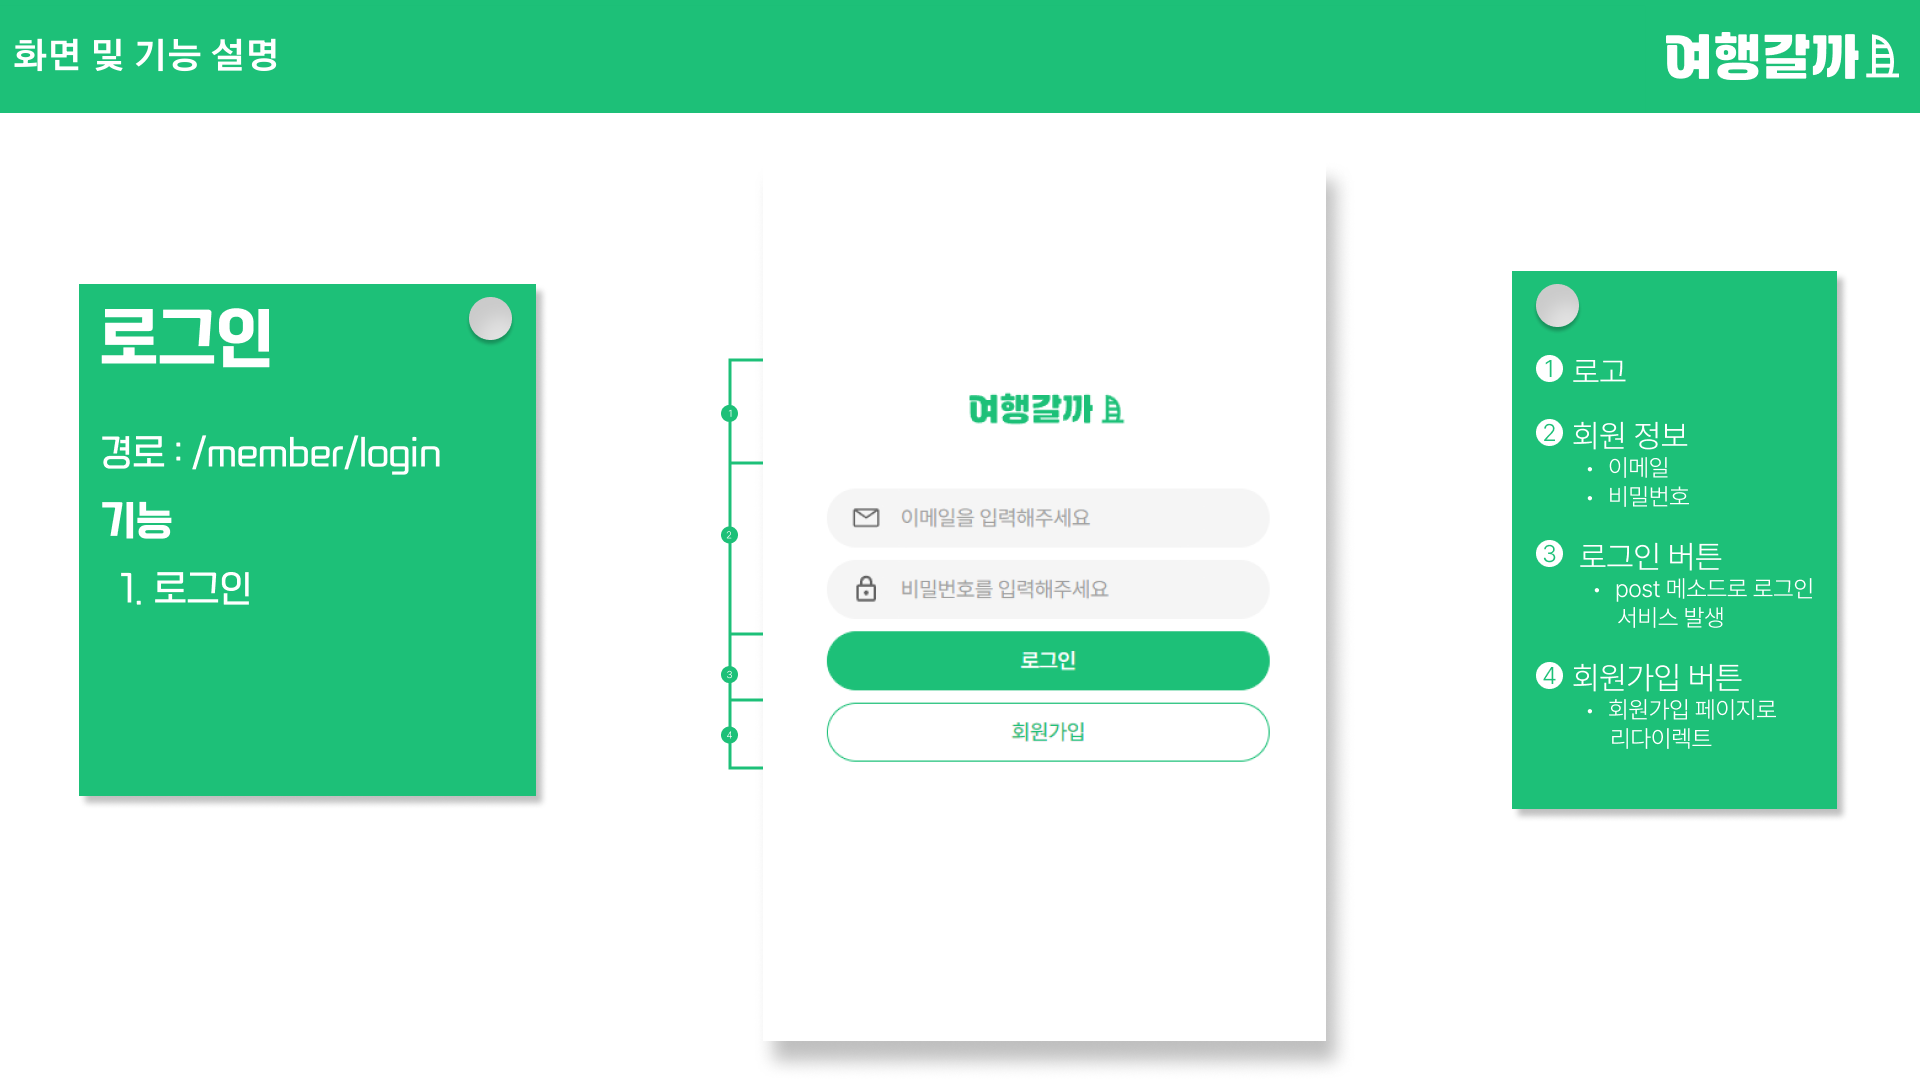 화면 및 기능 설명
여행갈까
로그인
경로 : /member/login
기능
1. 로그인
1
2
3
4
여행갈까
이메일을 입력해주세요
비밀번호를 입력해주세요
로그인
회원가입
1 로고
2 회원 정보
• 이메일
• 비밀번호
3 로그인 버튼
• post 메소드로 로그인
서비스 발생
4 회원가입 버튼
• 회원가입 페이지로
리다이렉트